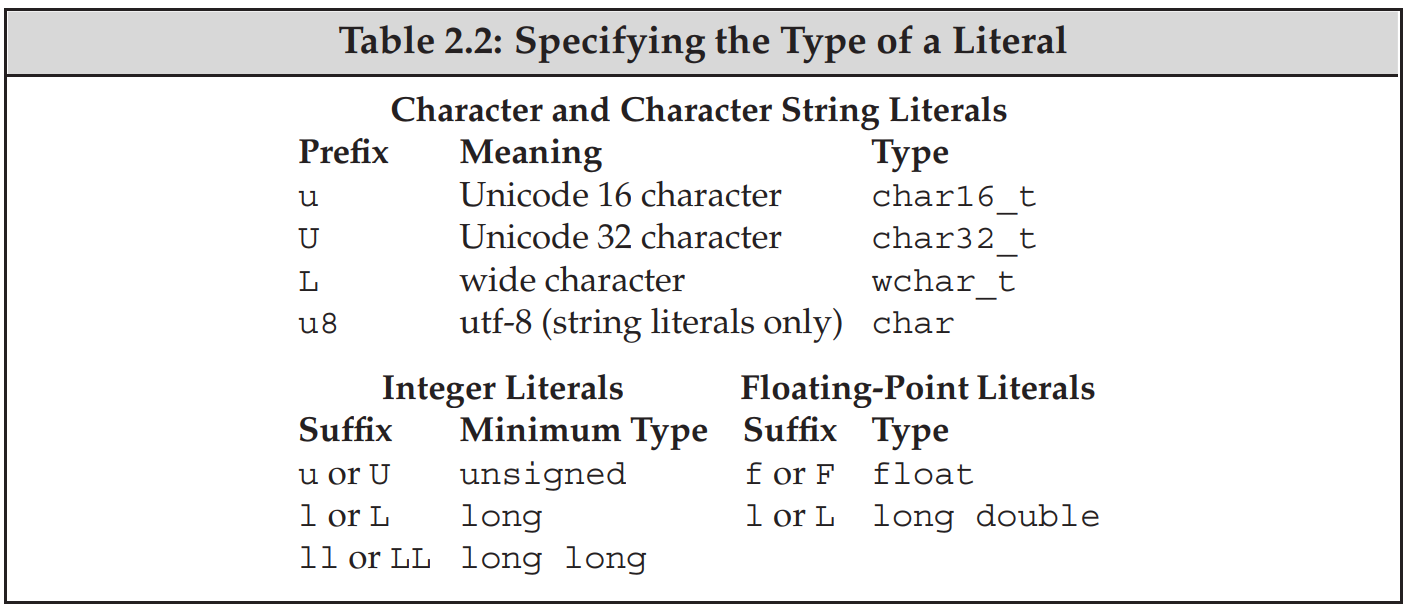 Table 2.2: Specifying the Type of a Literal
Character and Character String Literals
Prefix Meaning Type
u Unicode 16 character char16_t
U Unicode 32 character char32_t
L wide character wchar_t
u8 utf-8 (string literals only) char
Integer Literals Floating-Point Literals
Suffix Minimum Type Suffix Type
u or U unsigned f or F float
l or L long l or L long double
ll or LL long long